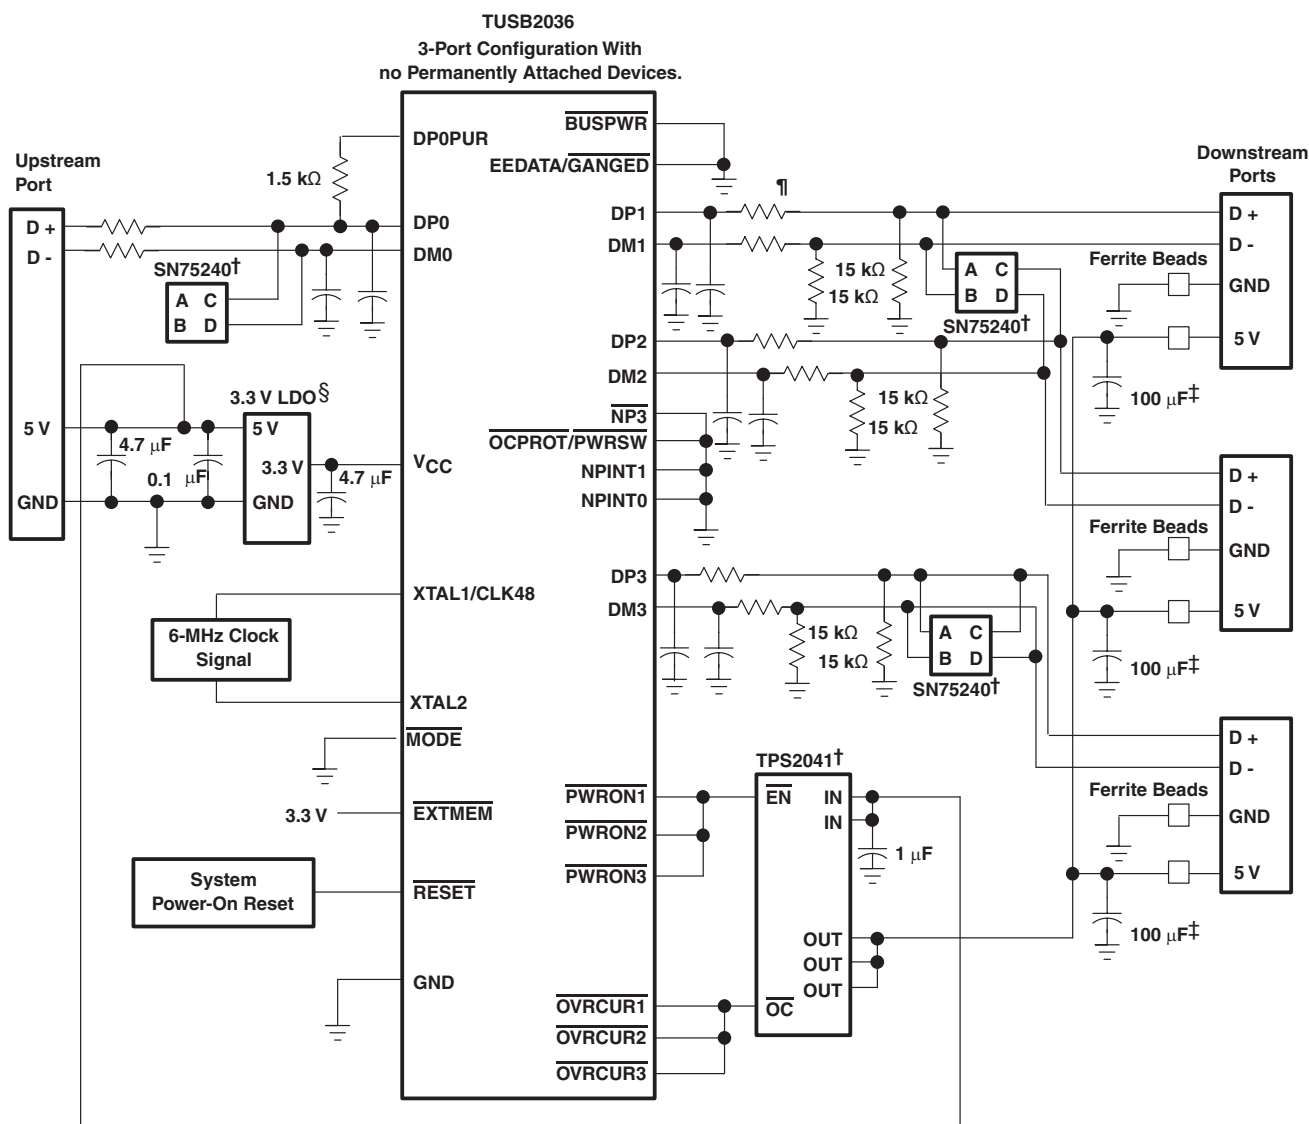 TUSB2036
3-Port Configuration With
no Permanently Attached Devices.
Upstream
Port
D +
D -
1.5 kΩ
SN75240†
A C
B D
5 V
GND
4.7 µF
0.1 µF
3.3 V LDO§
5 V
3.3 V
GND
4.7 µF
6-MHz Clock
Signal
3.3 V
System
Power-On Reset
DP0PUR
DP0
DM0
VCC
XTAL1/CLK48
XTAL2
MODE
EXTMEM
RESET
GND
BUSPWR
EEDATA/GANGED
DP1
DM1
DP2
DM2
NP3
OCPROT/PWRSW
NPINT1
NPINT0
DP3
DM3
PWRON1
PWRON2
PWRON3
OVRCUR1
OVRCUR2
OVRCUR3
¶
15 kΩ
15 kΩ
A C
B D
SN75240†
15 kΩ
15 kΩ
15 kΩ
15 kΩ
A C
B D
SN75240†
TPS2041†
EN
IN
IN
OUT
OUT
OUT
OC
1 µF
Downstream
Ports
D +
D -
Ferrite Beads
GND
5 V
100 µF‡
D +
D -
Ferrite Beads
GND
5 V
100 µF‡
D +
D -
Ferrite Beads
GND
5 V
100 µF‡